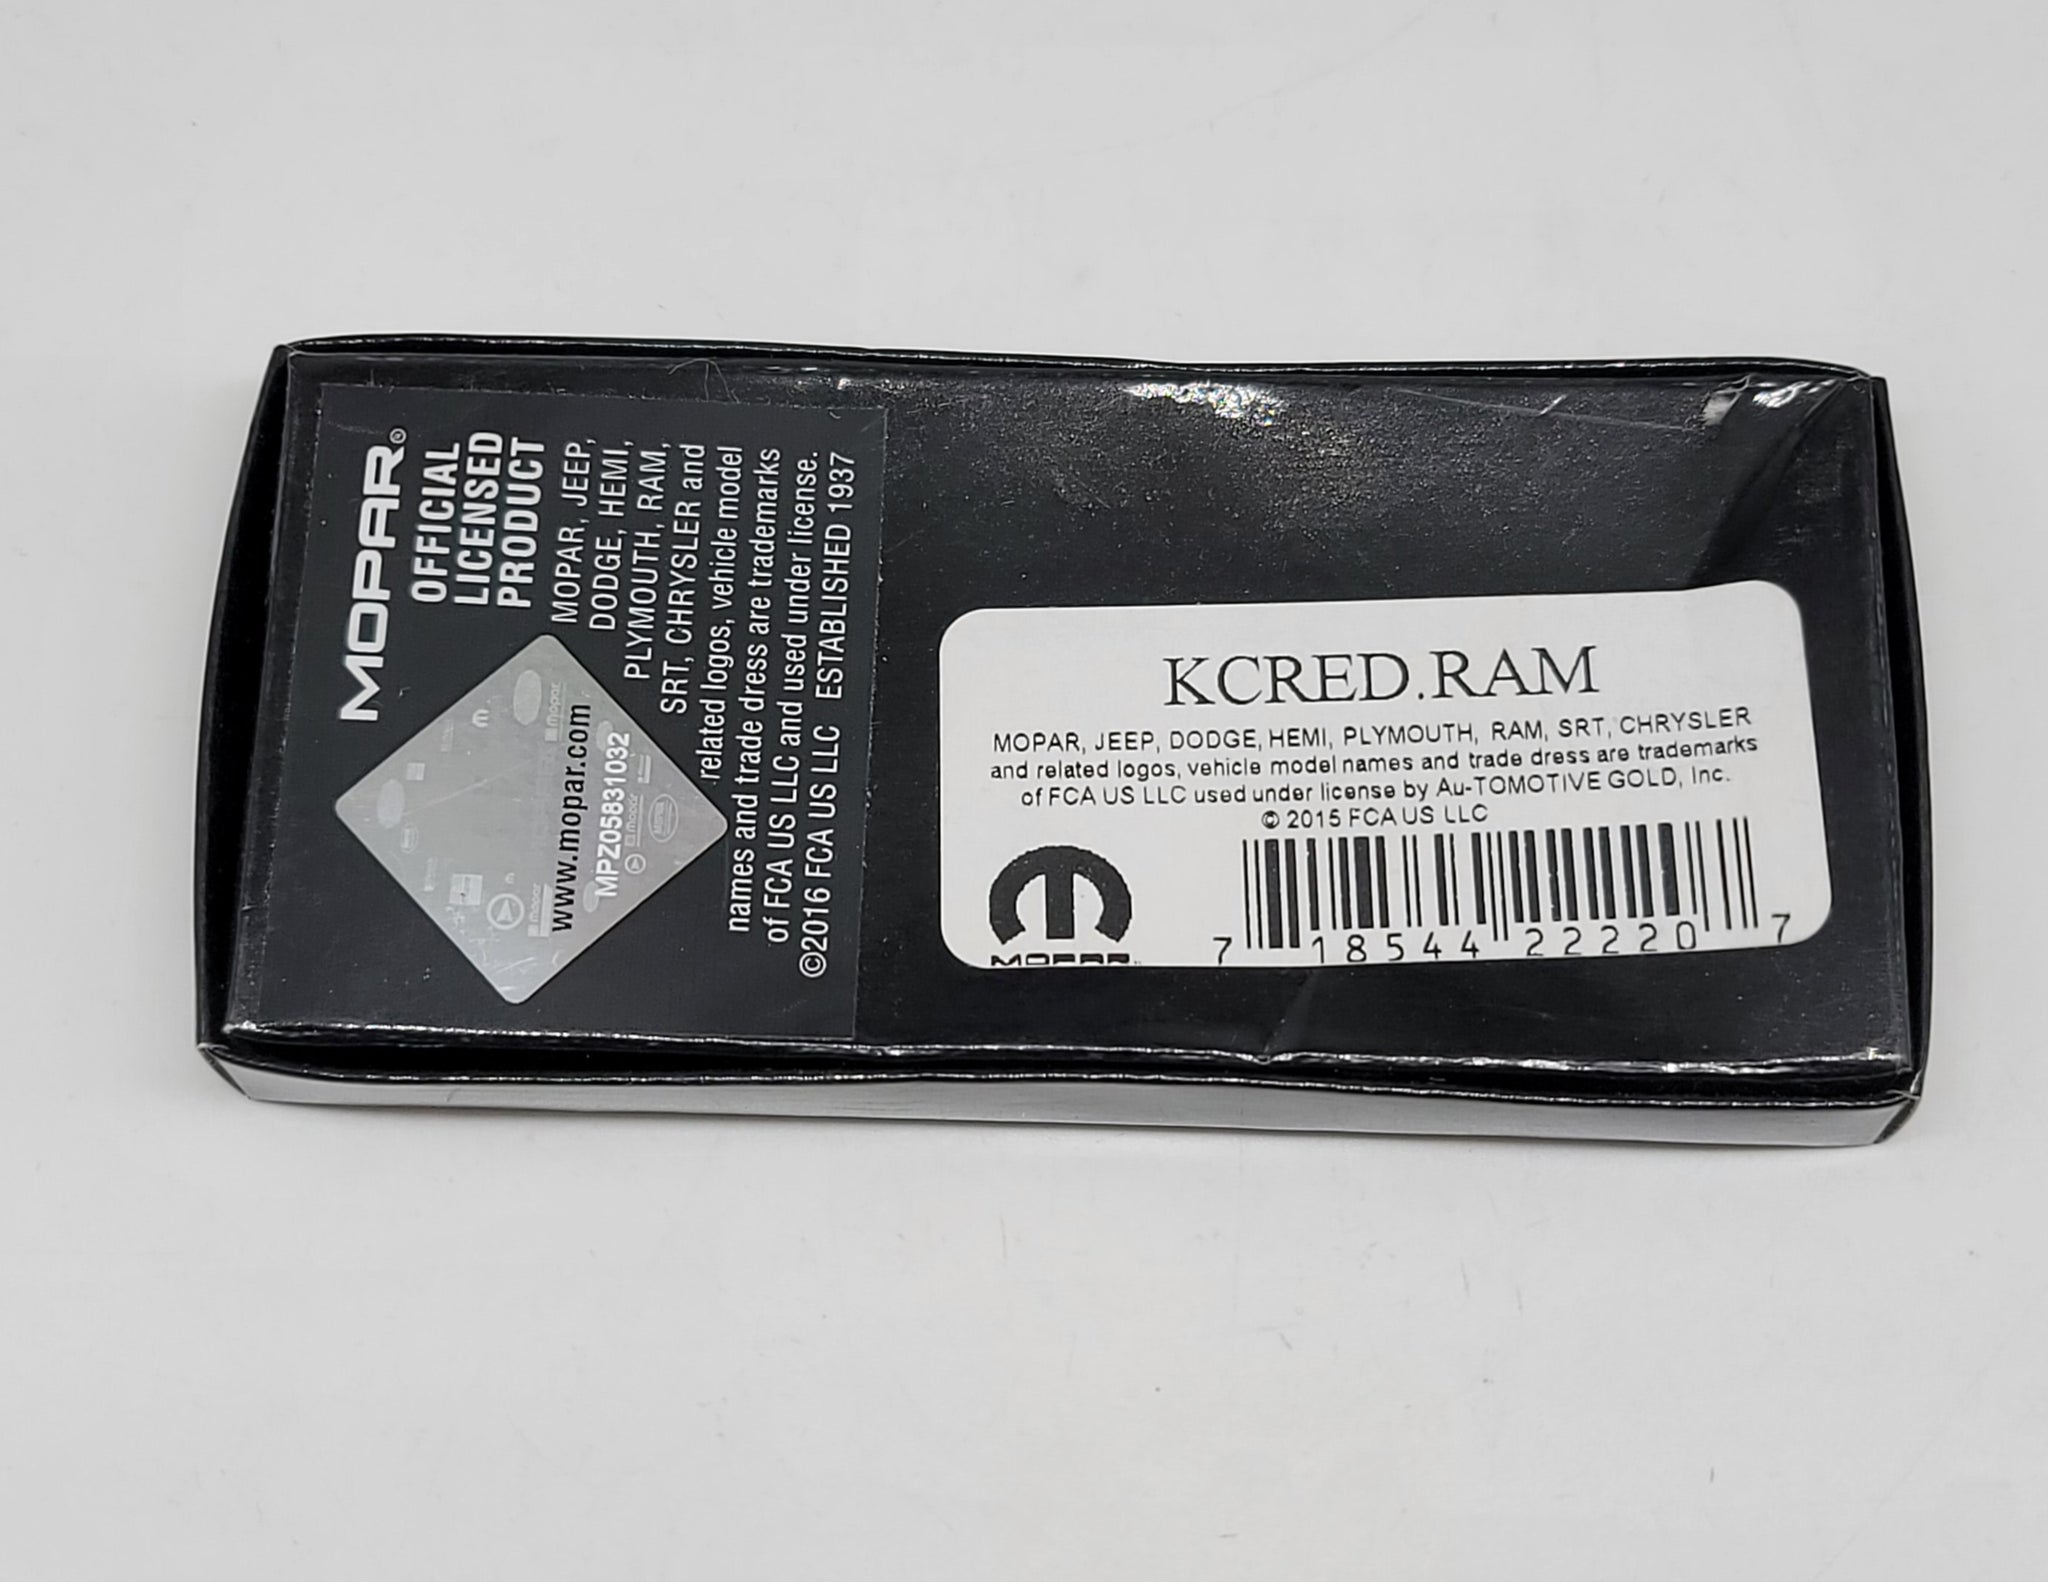 MOPAR®
OFFICIAL
LICENSED
PRODUCT
MOPAR, JEEP,
DODGE, HEMI,
PLYMOUTH, RAM,
SRT, CHRYSLER and
related logos, vehicle model
names and trade dress are trademarks
of FCA US LLC and used under license.
©2016 FCA US LLC ESTABLISHED 1937
www.mopar.com
MPZ05831032
KCRED.RAM
MOPAR, JEEP, DODGE, HEMI, PLYMOUTH, RAM, SRT, CHRYSLER
and related logos, vehicle model names and trade dress are trademarks
of FCA US LLC used under license by Au-TOMOTIVE GOLD, Inc.
© 2015 FCA US LLC
MOPAR
7 18544 22220 7